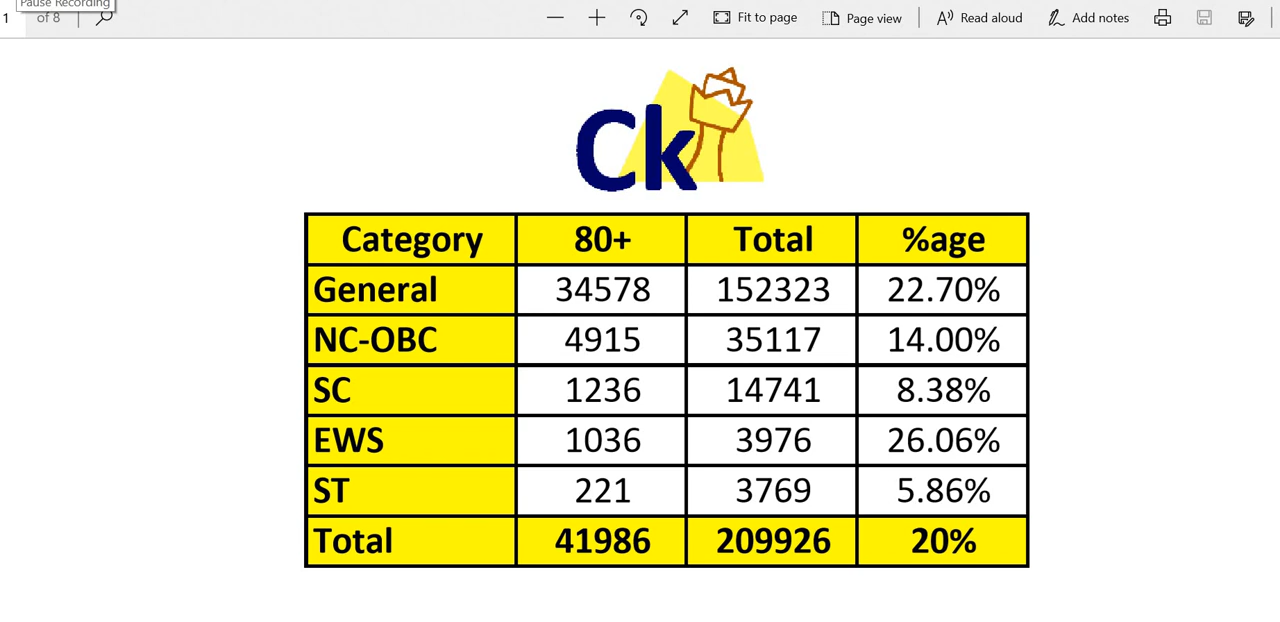 Pause Recording
1 of 8 Fit to page Page view Read aloud Add notes
Ck
Category 80+ Total %age
General 34578 152323 22.70%
NC-OBC 4915 35117 14.00%
SC 1236 14741 8.38%
EWS 1036 3976 26.06%
ST 221 3769 5.86%
Total 41986 209926 20%